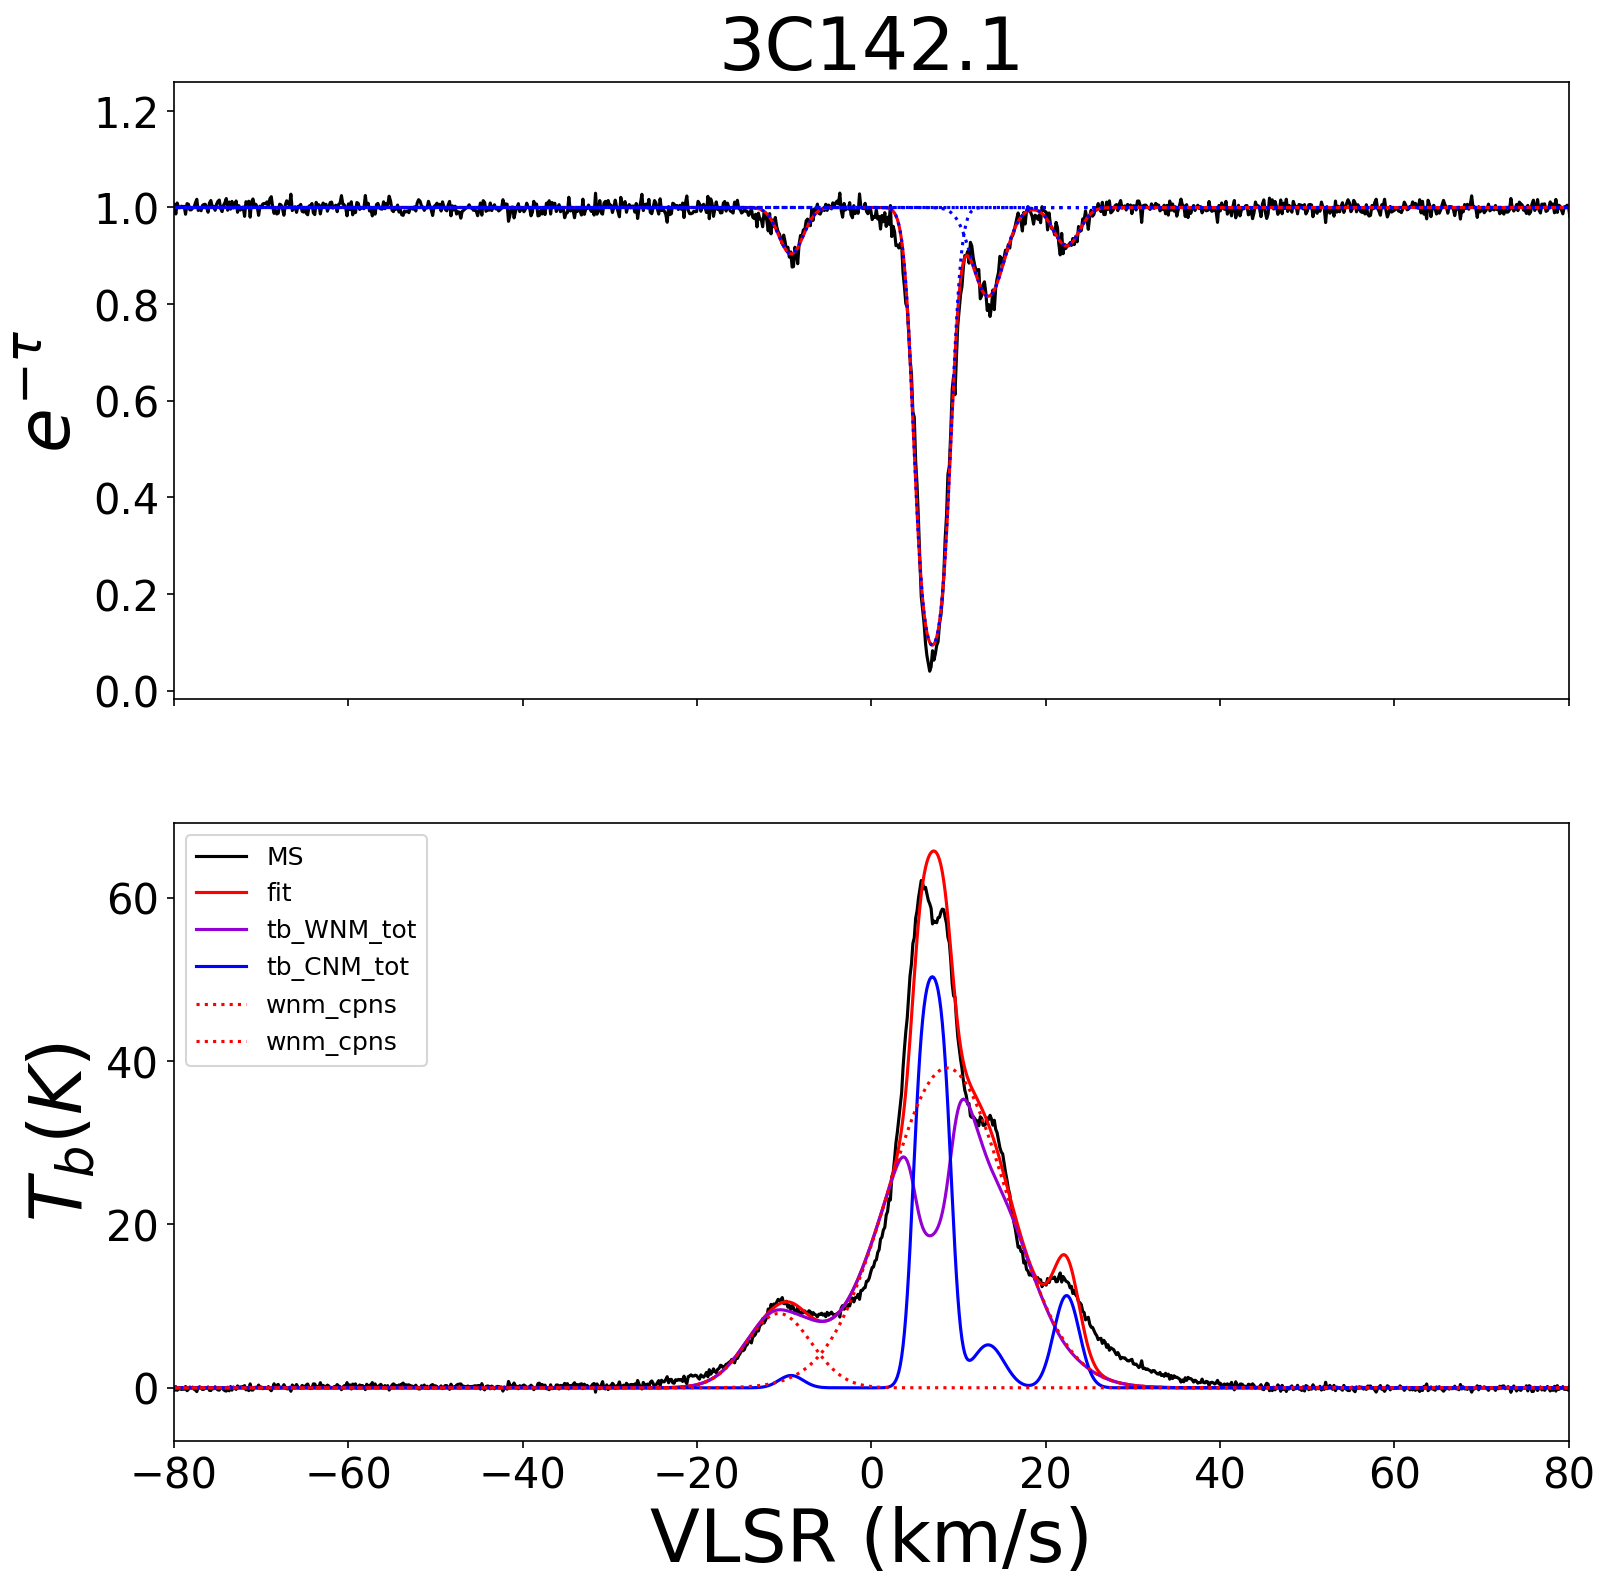 3C142.1
1.2
1.0
0.8
0.6
0.4
0.2
0.0
e^{−τ}
MS
fit
tb_WNM_tot
tb_CNM_tot
wnm_cpns
wnm_cpns
60
40
20
0
T_b(K)
−80 −60 −40 −20 0 20 40 60 80
VLSR (km/s)